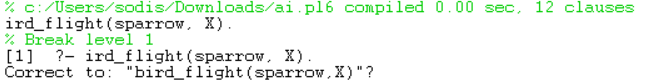 % c:/Users/sodis/Downloads/ai.pl6 compiled 0.00 sec, 12 clauses
ird_flight(sparrow, X).
% Break level 1
[1]  ?- ird_flight(sparrow, X).
Correct to: "bird_flight(sparrow,X)"?